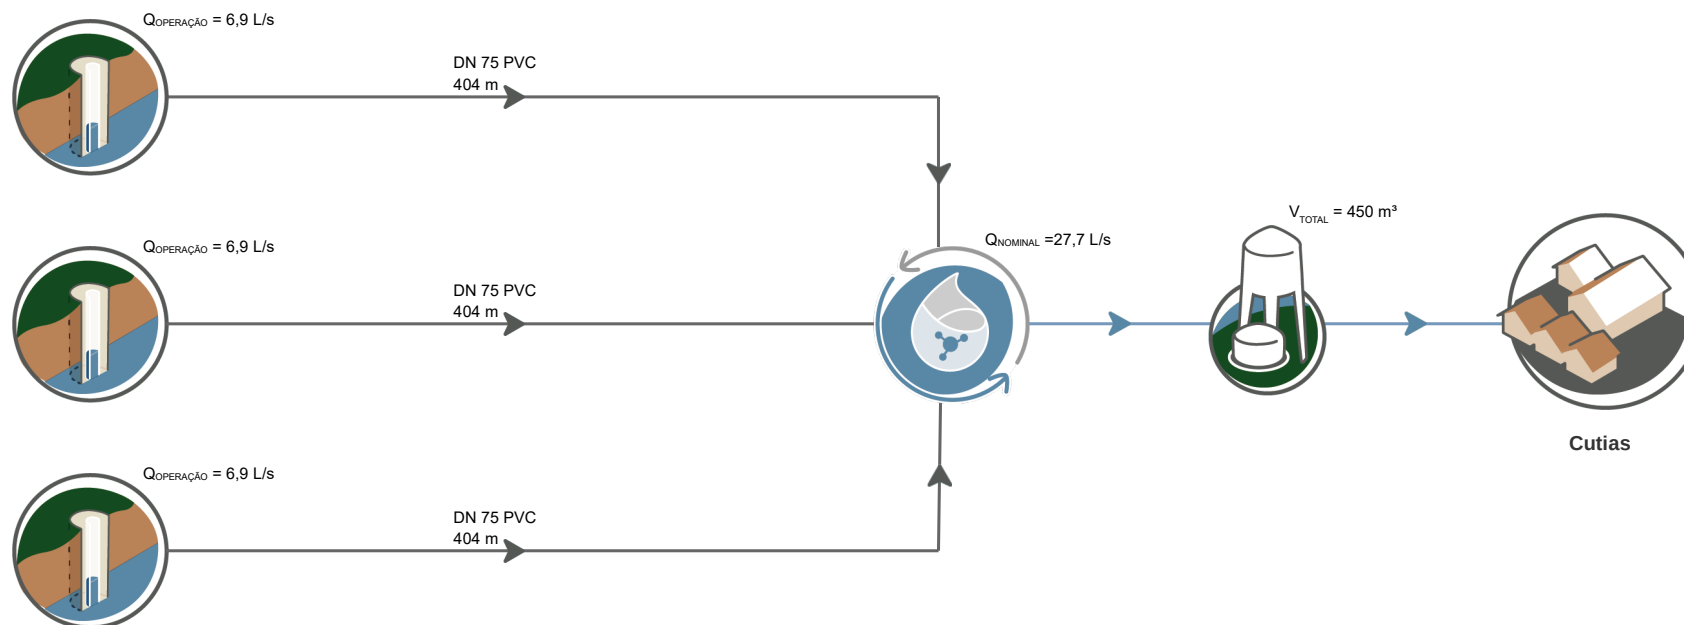 QOPERAÇÃO = 6,9 L/s
DN 75 PVC
404 m
QOPERAÇÃO = 6,9 L/s
DN 75 PVC
404 m
QNOMINAL =27,7 L/s
VTOTAL = 450 m³
Cutias
QOPERAÇÃO = 6,9 L/s
DN 75 PVC
404 m